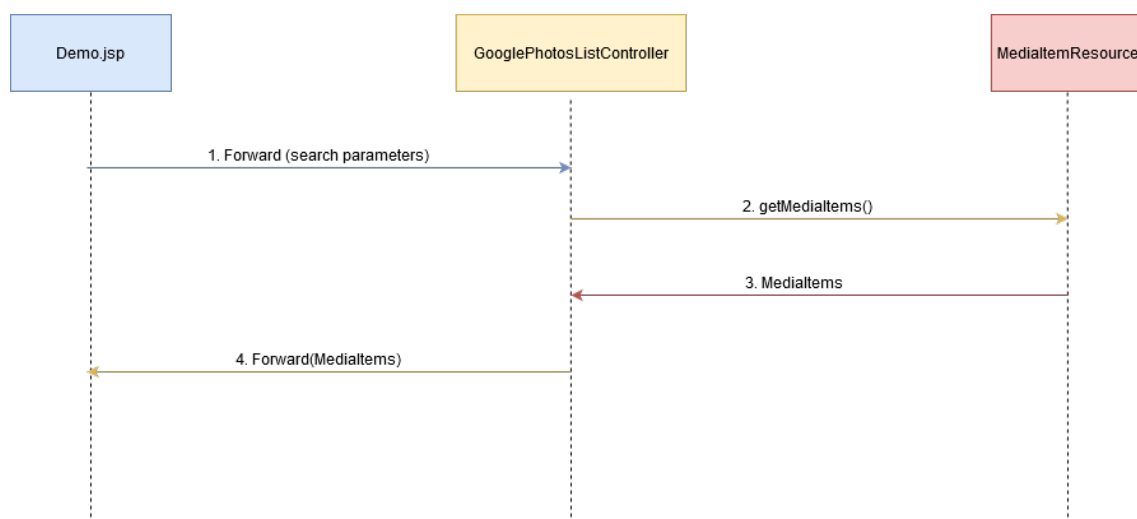 Demo.jsp
GooglePhotosListController
MediaItemResource
1. Forward (search parameters)
2. getMediaItems()
3. MediaItems
4. Forward(MediaItems)